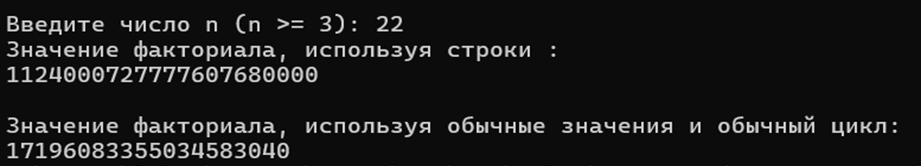 Введите число n (n >= 3): 22
Значение факториала, используя строки :
1124000727777607680000

Значение факториала, используя обычные значения и обычный цикл:
17196083355034583040